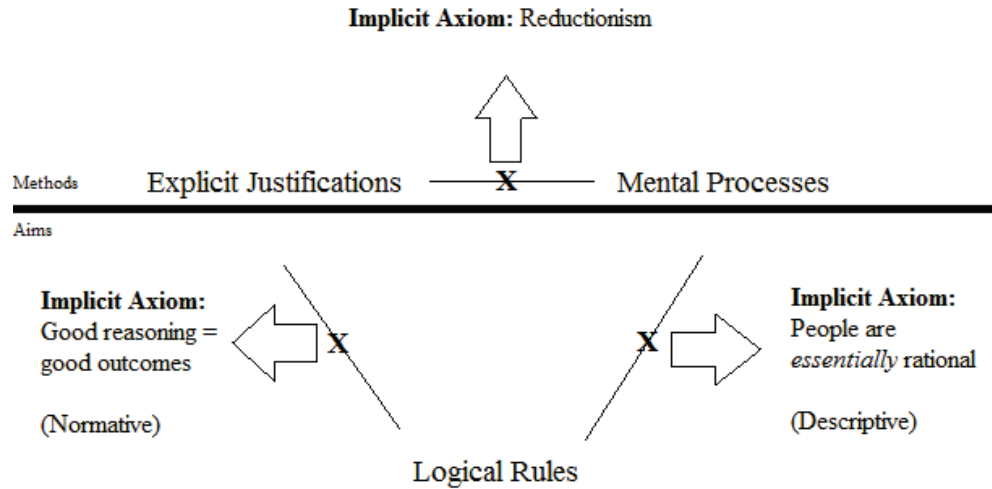 Implicit Axiom: Reductionism
Methods
Explicit Justifications
X
Mental Processes
Aims
Implicit Axiom:
Good reasoning =
good outcomes
(Normative)
X
X
Implicit Axiom:
People are
essentially rational
(Descriptive)
Logical Rules